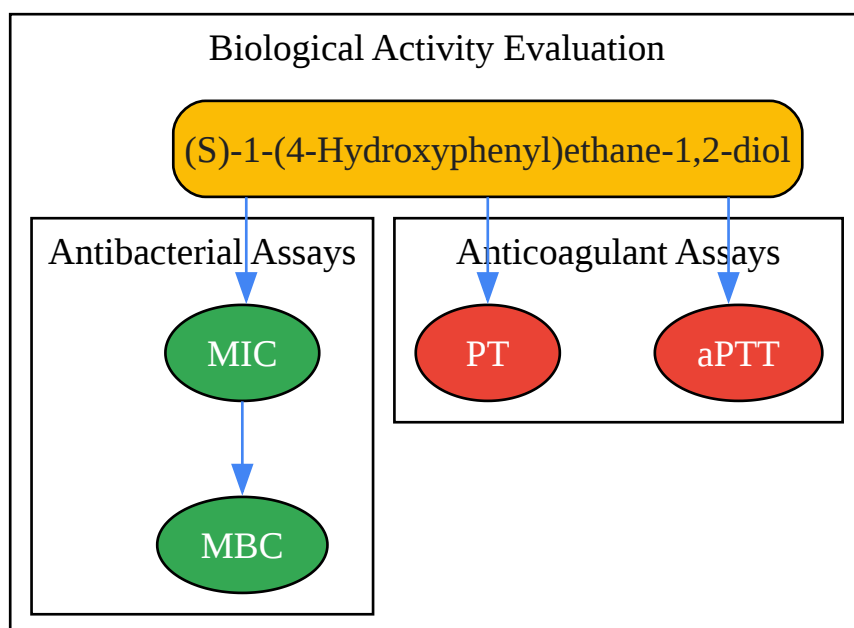 Biological Activity Evaluation
(S)-1-(4-Hydroxyphenyl)ethane-1,2-diol
Antibacterial Assays
Anticoagulant Assays
MIC
PT
aPTT
MBC